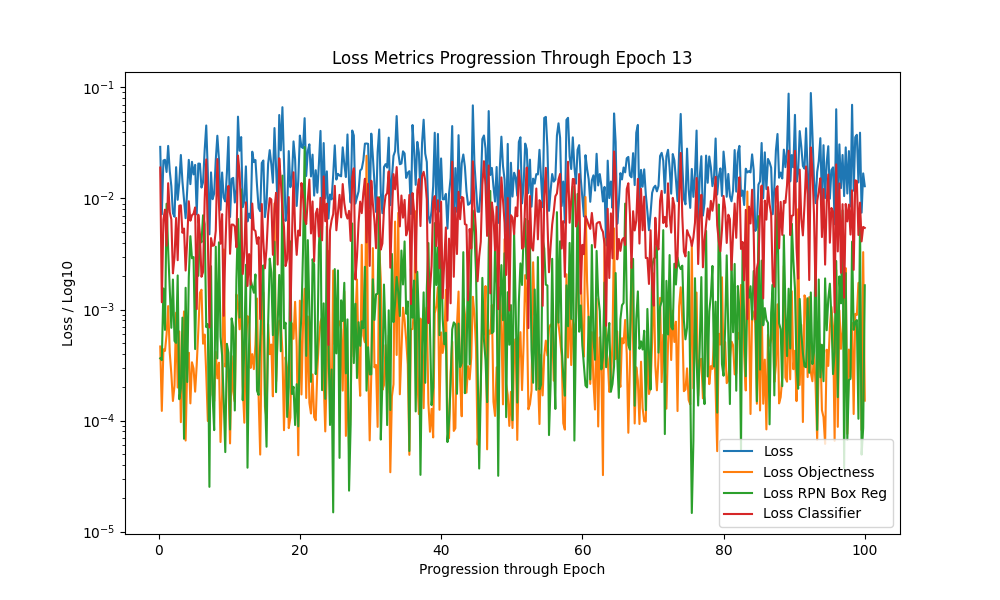 Loss Metrics Progression Through Epoch 13
Loss / Log10
10⁻¹
10⁻²
10⁻³
10⁻⁴
10⁻⁵
0 20 40 60 80 100
Progression through Epoch
Loss
Loss Objectness
Loss RPN Box Reg
Loss Classifier